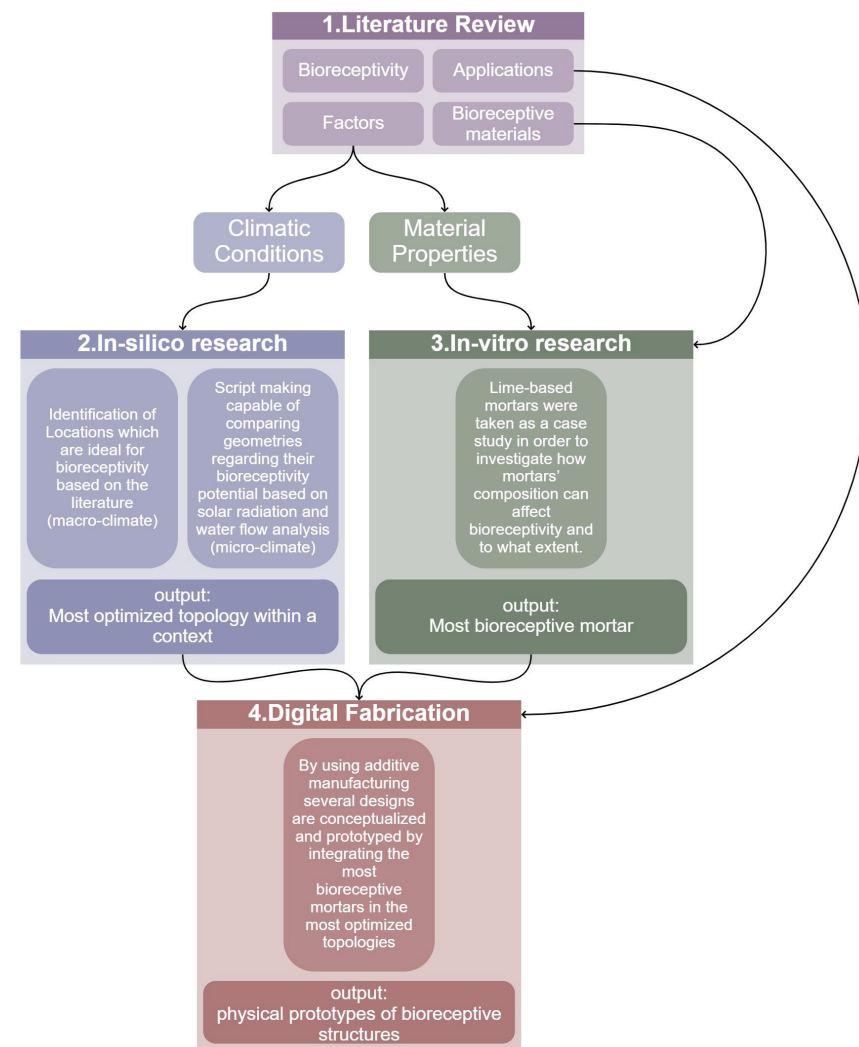 1.Literature Review
Bioreceptivity
Applications
Factors
Bioreceptive
materials
Climatic
Conditions
Material
Properties
2.In-silico research
Identification of
Locations which
are ideal for
bioreceptivity
based on the
literature
(macro-climate)
Script making
capable of
comparing
geometries
regarding their
bioreceptivity
potential based on
solar radiation and
water flow analysis
(micro-climate)
output:
Most optimized topology within a
context
3.In-vitro research
Lime-based
mortars were
taken as a case
study in order to
investigate how
mortars’
composition can
affect
bioreceptivity and
to what extent.
output:
Most bioreceptive mortar
4.Digital Fabrication
By using additive
manufacturing
several designs
are conceptualized
and prototyped by
integrating the
most
bioreceptive
mortars in the
most optimized
topologies
output:
physical prototypes of bioreceptive
structures